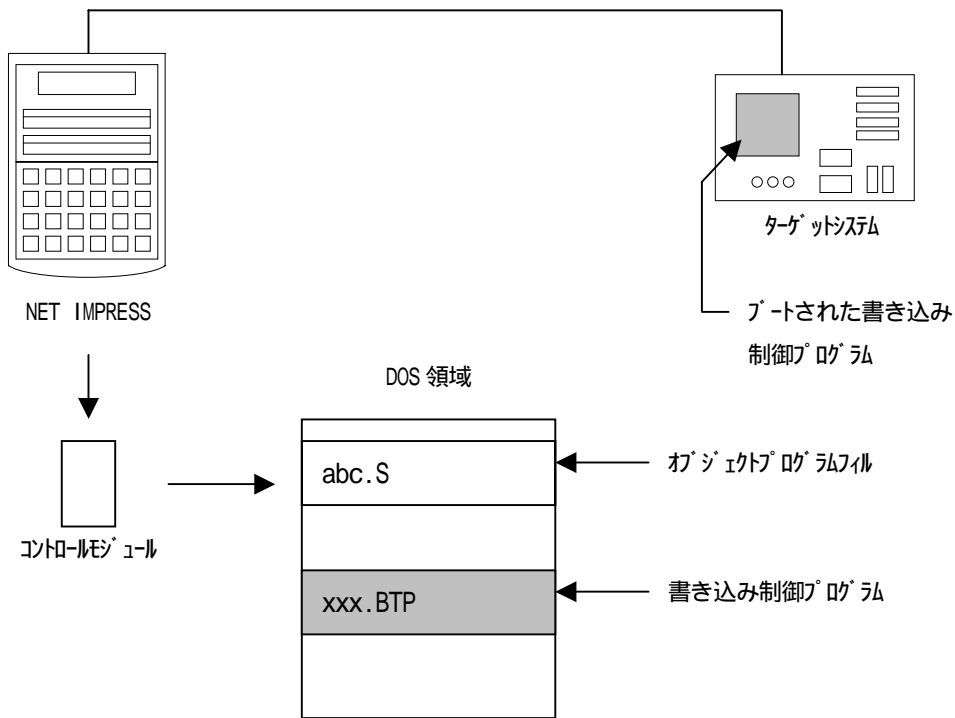 ﾀｰｹﾞｯﾄｼｽﾃﾑ
NET IMPRESS
ﾌﾞｰﾄされた書き込み
制御ﾌﾟﾛｸﾞﾗﾑ
DOS 領域
abc.S
ｵﾌﾞｼﾞｪｸﾄﾌﾟﾛｸﾞﾗﾑﾌｨﾙ
ｺﾝﾄﾛｰﾙﾓｼﾞｭｰﾙ
xxx.BTP
書き込み制御ﾌﾟﾛｸﾞﾗﾑ